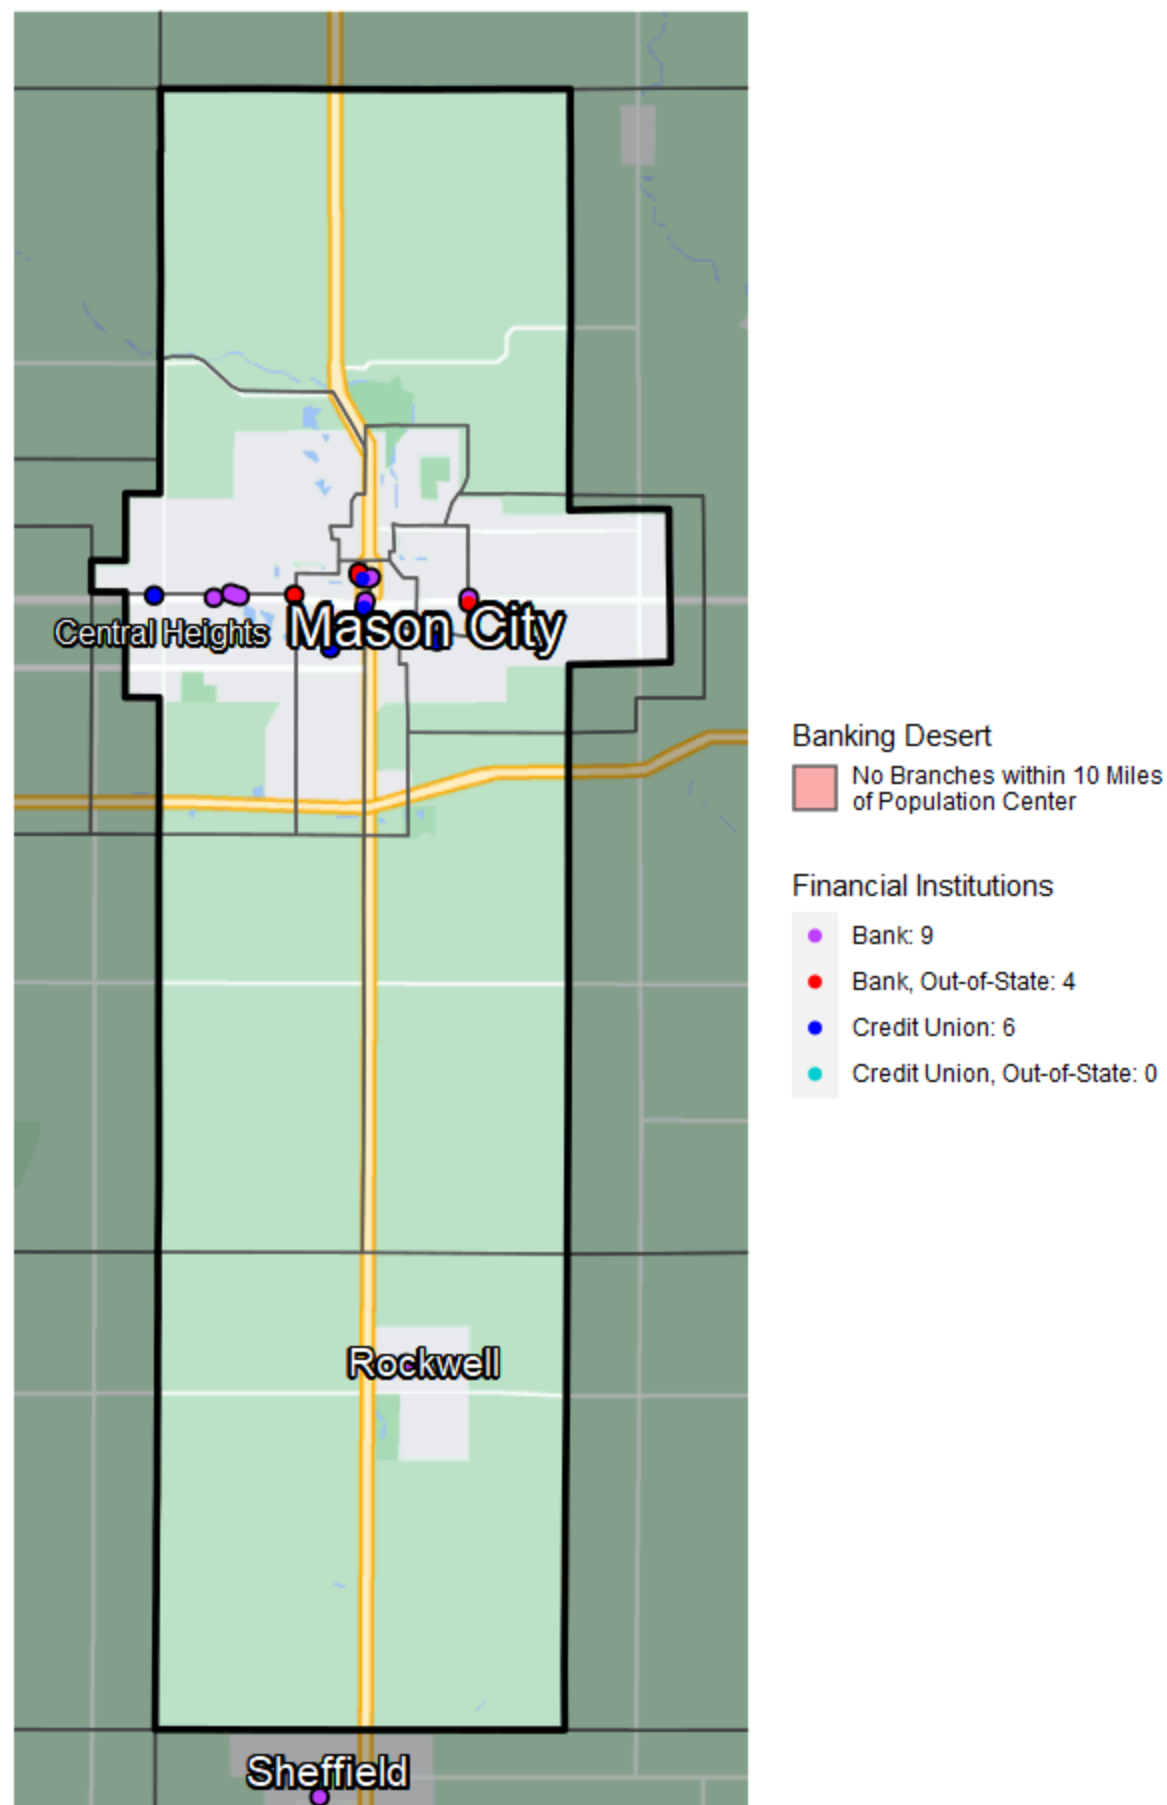 Central Heights
Mason City
Rockwell
Sheffield
Banking Desert
No Branches within 10 Miles
of Population Center
Financial Institutions
Bank: 9
Bank, Out-of-State: 4
Credit Union: 6
Credit Union, Out-of-State: 0